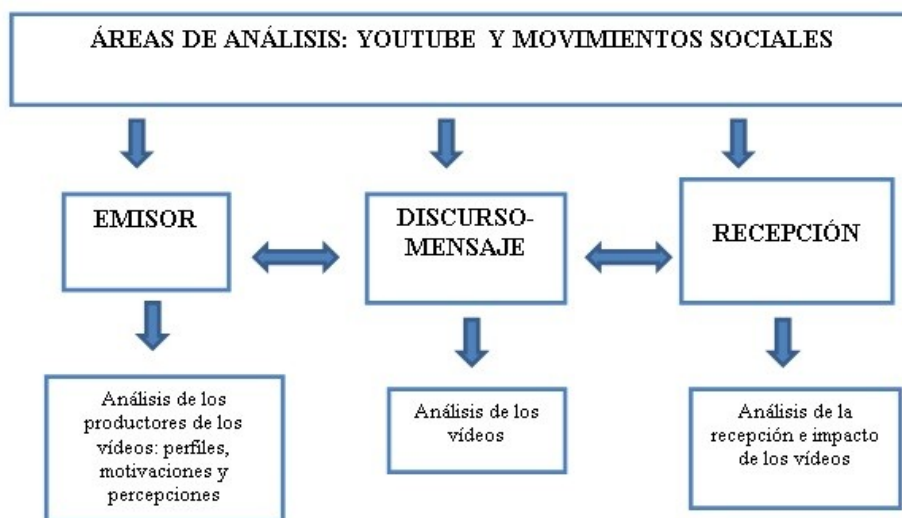 ÁREAS DE ANÁLISIS: YOUTUBE Y MOVIMIENTOS SOCIALES
EMISOR
DISCURSO-
MENSAJE
RECEPCIÓN
Análisis de los
productores de los
vídeos: perfiles,
motivaciones y
percepciones
Análisis de los
vídeos
Análisis de la
recepción e impacto
de los vídeos